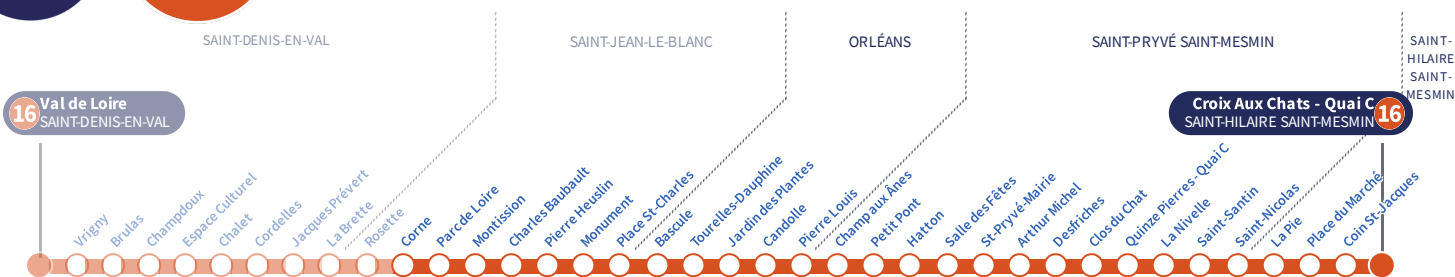 SAINT-DENIS-EN-VAL
SAINT-JEAN-LE-BLANC
ORLÉANS
SAINT-PRYVÉ SAINT-MESMIN
SAINT-
HILAIRE
SAINT-
MESMIN
16
Val de Loire
SAINT-DENIS-EN-VAL
Croix Aux Chats - Quai C
SAINT-HILAIRE SAINT-MESMIN
16
Vrigny
Brulas
Champdoux
Espace Culturel
Chalet
Cordelles
Jacques Prévert
La Brette
Rosette
Corne
Parc de Loire
Montission
Charles Baubault
Pierre Heuslin
Monument
Place St-Charles
Bascule
Tourelles-Dauphine
Jardin des Plantes
Candolle
Pierre Louis
Champ aux Ânes
Petit Pont
Hatton
Salle des Fêtes
St-Pryvé-Mairie
Arthur Michel
Desfriches
Clos du Chat
Quinze Pierres - Quai C
La Nivelle
Saint-Santin
Saint-Nicolas
La Pie
Place du Marché
Coin St-Jacques